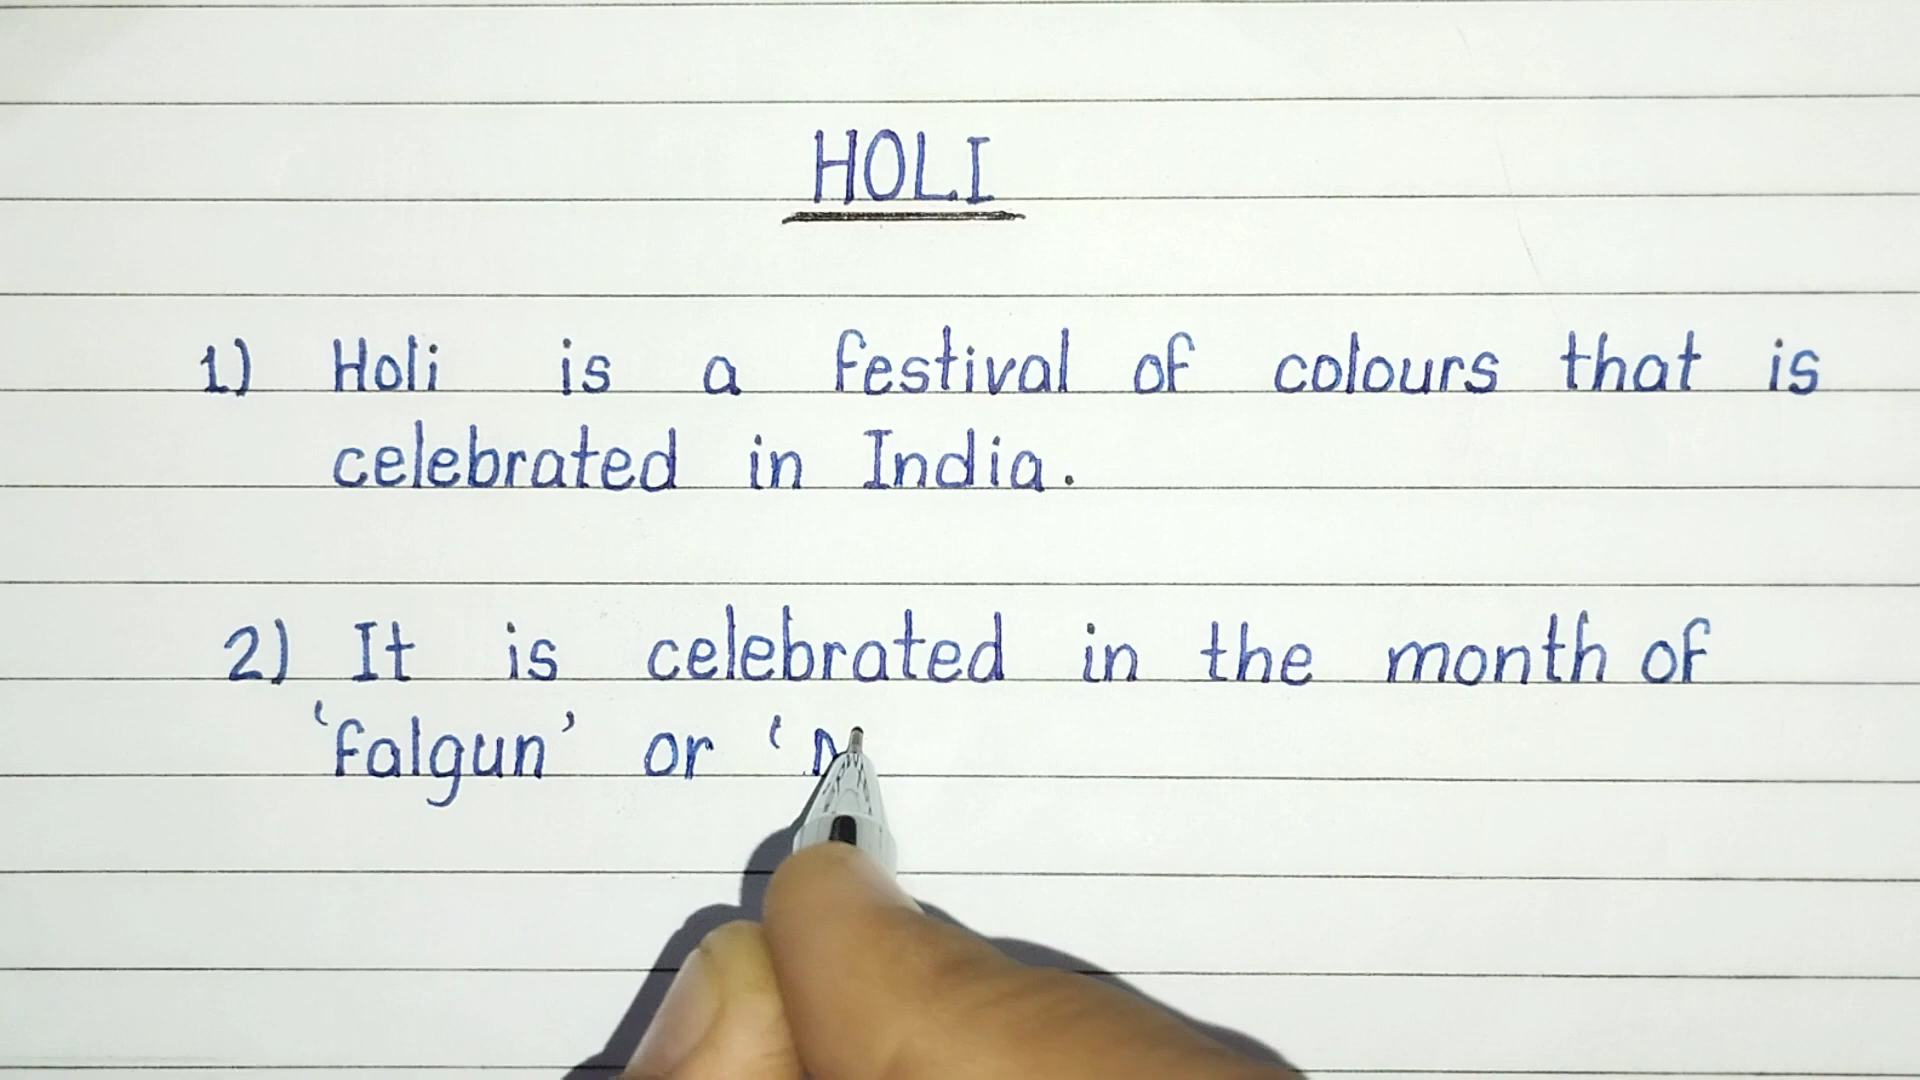 HOLI
1) Holi is a festival of colours that is
celebrated in India.
2) It is celebrated in the month of
'falgun' or '